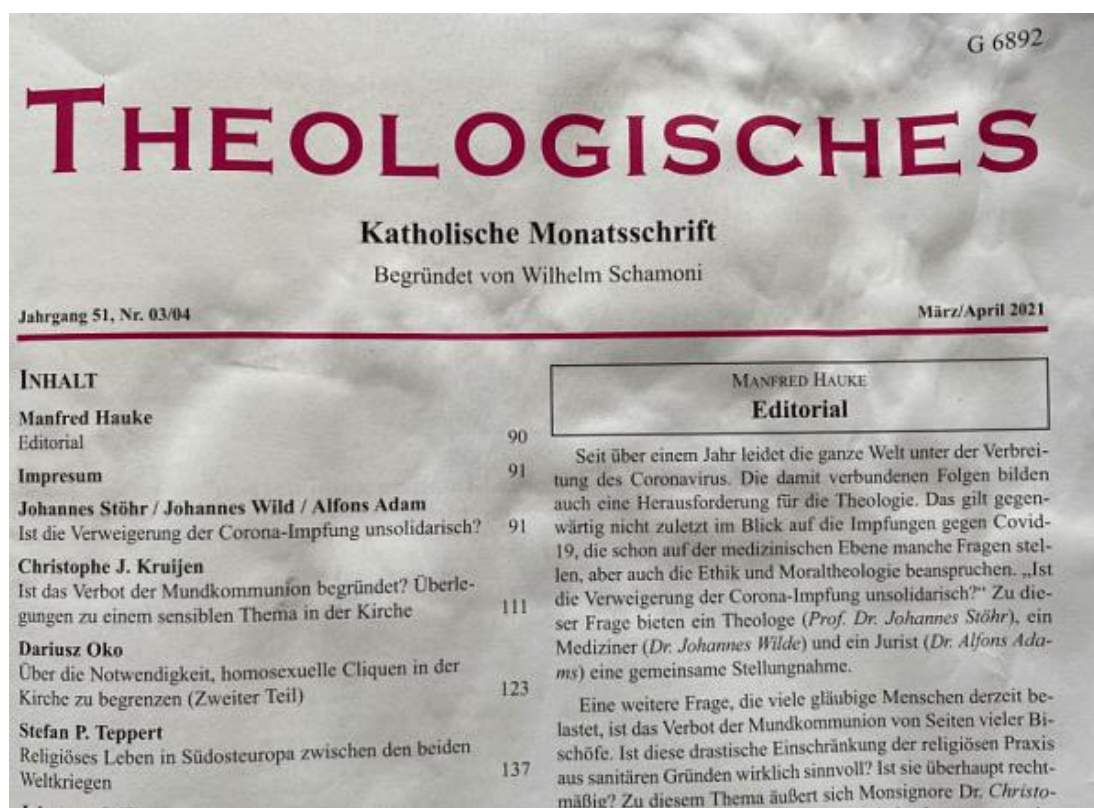 G 6892
THEOLOGISCHES
Katholische Monatsschrift
Begründet von Wilhelm Schamoni
Jahrgang 51, Nr. 03/04
März/April 2021
INHALT
Manfred Hauke
Editorial 90
Impresum 91
Johannes Stöhr / Johannes Wild / Alfons Adam
Ist die Verweigerung der Corona-Impfung unsolidarisch? 91
Christophe J. Kruijen
Ist das Verbot der Mundkommunion begründet? Überle-
gungen zu einem sensiblen Thema in der Kirche 111
Dariusz Oko
Über die Notwendigkeit, homosexuelle Cliquen in der
Kirche zu begrenzen (Zweiter Teil) 123
Stefan P. Teppert
Religiöses Leben in Südosteuropa zwischen den beiden
Weltkriegen 137
MANFRED HAUKE
Editorial
Seit über einem Jahr leidet die ganze Welt unter der Verbrei-
tung des Coronavirus. Die damit verbundenen Folgen bilden
auch eine Herausforderung für die Theologie. Das gilt gegen-
wärtig nicht zuletzt im Blick auf die Impfungen gegen Covid-
19, die schon auf der medizinischen Ebene manche Fragen stel-
len, aber auch die Ethik und Moraltheologie beanspruchen. „Ist
die Verweigerung der Corona-Impfung unsolidarisch?“ Zu die-
ser Frage bieten ein Theologe (Prof. Dr. Johannes Stöhr), ein
Mediziner (Dr. Johannes Wilde) und ein Jurist (Dr. Alfons Ada-
ms) eine gemeinsame Stellungnahme.
Eine weitere Frage, die viele gläubige Menschen derzeit be-
lastet, ist das Verbot der Mundkommunion von Seiten vieler Bi-
schöfe. Ist diese drastische Einschränkung der religiösen Praxis
aus sanitären Gründen wirklich sinnvoll? Ist sie überhaupt recht-
mäßig? Zu diesem Thema äußert sich Monsignore Dr. Christo-